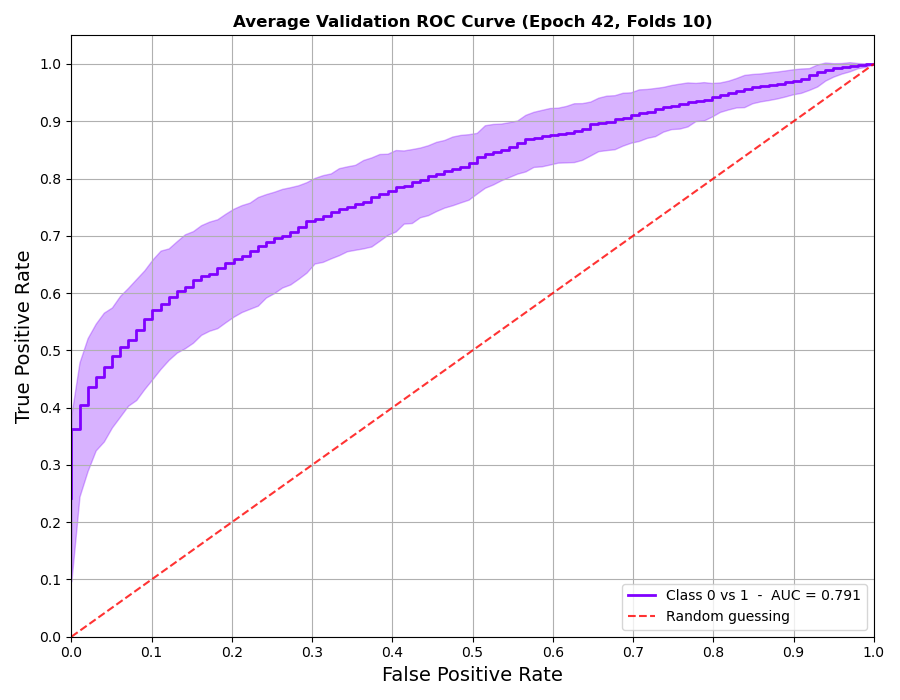 Average Validation ROC Curve (Epoch 42, Folds 10)
True Positive Rate
1.0
0.9
0.8
0.7
0.6
0.5
0.4
0.3
0.2
0.1
0.0
Class 0 vs 1 - AUC = 0.791
Random guessing
0.0 0.1 0.2 0.3 0.4 0.5 0.6 0.7 0.8 0.9 1.0
False Positive Rate